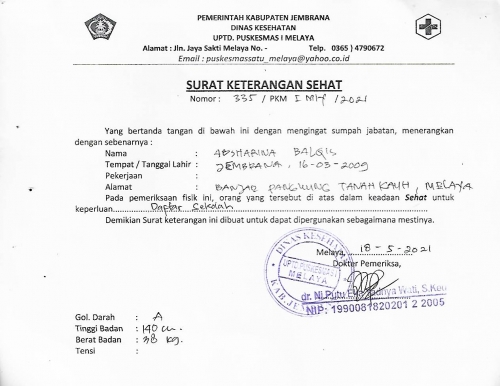 PEMERINTAH KABUPATEN JEMBRANA
DINAS KESEHATAN
UPTD. PUSKESMAS I MELAYA
Alamat : Jln. Jaya Sakti Melaya No. - Telp. 0365 ) 4790672
Email : puskesmassatu_melaya@yahoo.co.id
SURAT KETERANGAN SEHAT
Nomor : 335 / PKM I Mly / 2021
Yang bertanda tangan di bawah ini dengan mengingat sumpah jabatan, menerangkan
dengan sebenarnya :
Nama : ADSHARINA BALQIS
Tempat / Tanggal Lahir : JEMBRANA, 16-03-2009
Pekerjaan :
Alamat : BANJAR PANGKUNG TANAH KAUH, MELAYA
Pada pemeriksaan fisik ini, orang yang tersebut di atas dalam keadaan Sehat untuk
keperluan Daftar Sekolah
Demikian Surat keterangan ini dibuat untuk dapat dipergunakan sebagaimana mestinya.
Melaya, 18 - 5 - 2021
Dokter Pemeriksa,
DINAS KESEHATAN
UPTD PUSKESMAS I
MELAYA
KAB. JEMBRANA
dr. Ni Putu Wati, S.Ked
NIP: 1990081820201 2 2005
Gol. Darah : A
Tinggi Badan : 140 cm.
Berat Badan : 38 kg.
Tensi :